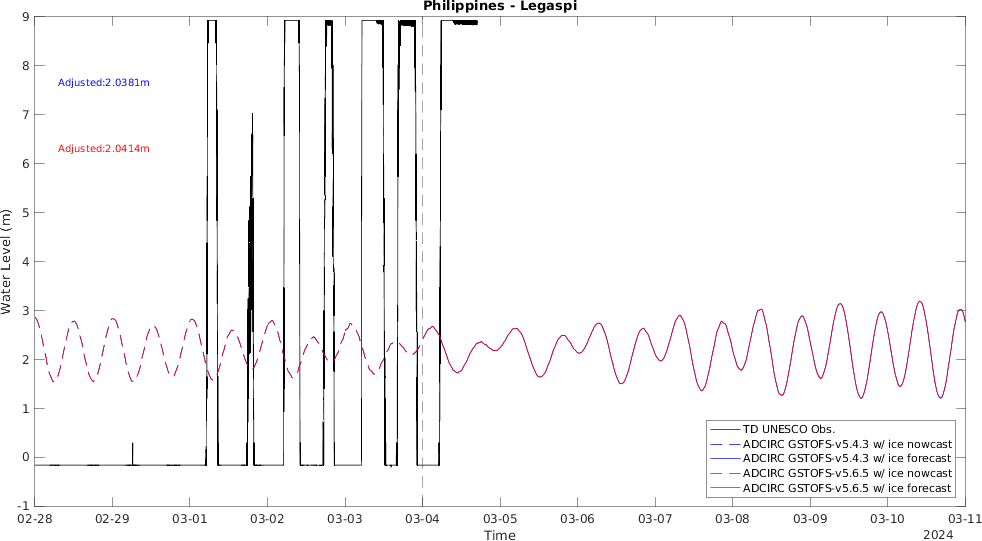 Philippines - Legaspi
9
8
7
6
5
4
3
2
1
0
-1
Water Level (m)
Adjusted:2.0381m
Adjusted:2.0414m
TD UNESCO Obs.
ADCIRC GSTOFS-v5.4.3 w/ ice nowcast
ADCIRC GSTOFS-v5.4.3 w/ ice forecast
ADCIRC GSTOFS-v5.6.5 w/ ice nowcast
ADCIRC GSTOFS-v5.6.5 w/ ice forecast
02-28 02-29 03-01 03-02 03-03 03-04 03-05 03-06 03-07 03-08 03-09 03-10 03-11
Time
2024